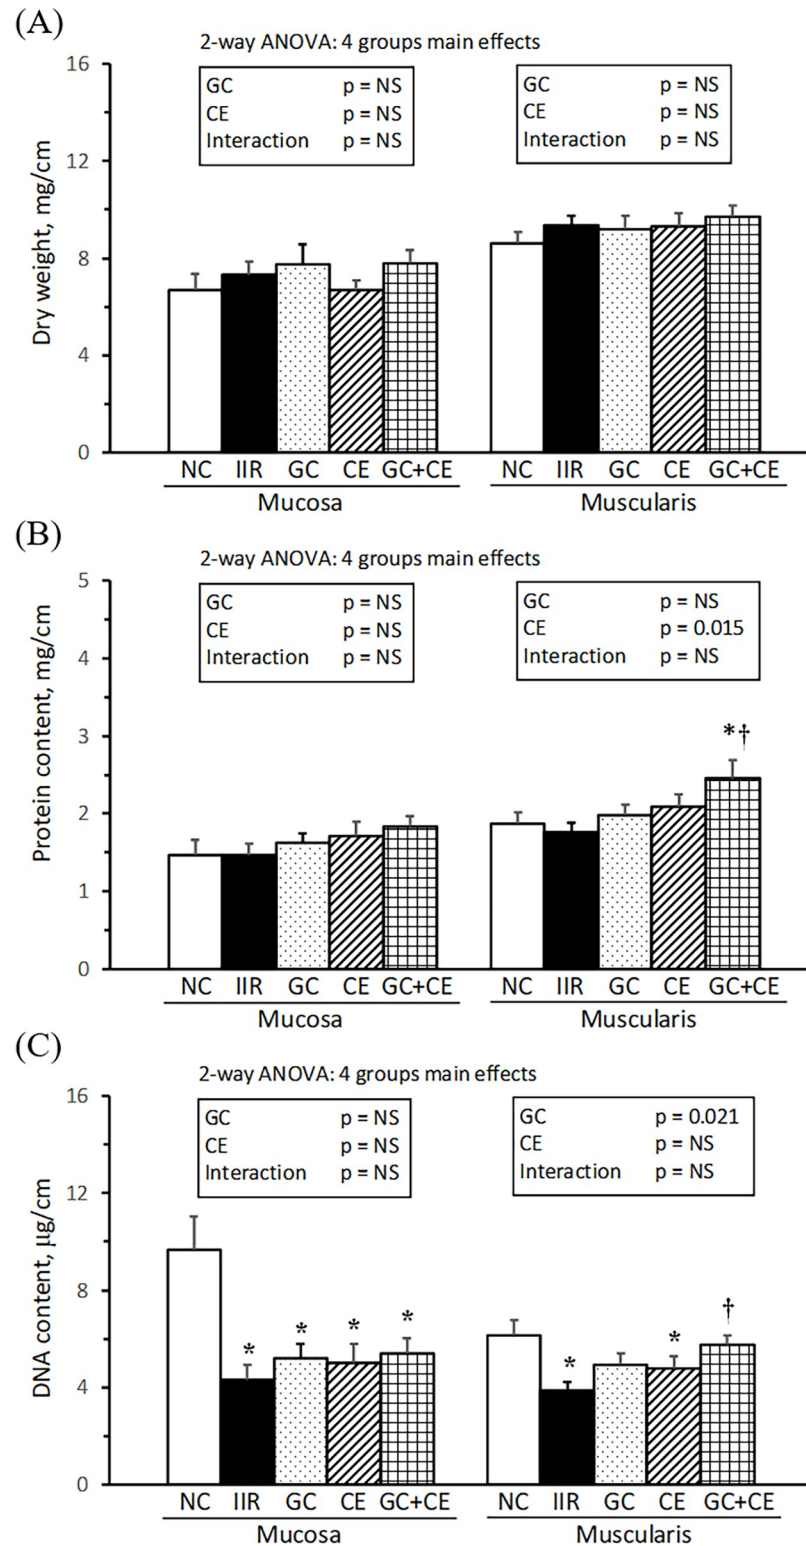 (A)
2-way ANOVA: 4 groups main effects
16
12
8
4
0
Dry weight, mg/cm
GC p = NS
CE p = NS
Interaction p = NS
GC p = NS
CE p = NS
Interaction p = NS
NC IIR GC CE GC+CE
Mucosa
NC IIR GC CE GC+CE
Muscularis
(B)
2-way ANOVA: 4 groups main effects
5
4
3
2
1
0
Protein content, mg/cm
GC p = NS
CE p = NS
Interaction p = NS
GC p = NS
CE p = 0.015
Interaction p = NS
*†
NC IIR GC CE GC+CE
Mucosa
NC IIR GC CE GC+CE
Muscularis
(C)
2-way ANOVA: 4 groups main effects
16
12
8
4
0
DNA content, µg/cm
GC p = NS
CE p = NS
Interaction p = NS
GC p = 0.021
CE p = NS
Interaction p = NS
* * * *
* * †
NC IIR GC CE GC+CE
Mucosa
NC IIR GC CE GC+CE
Muscularis